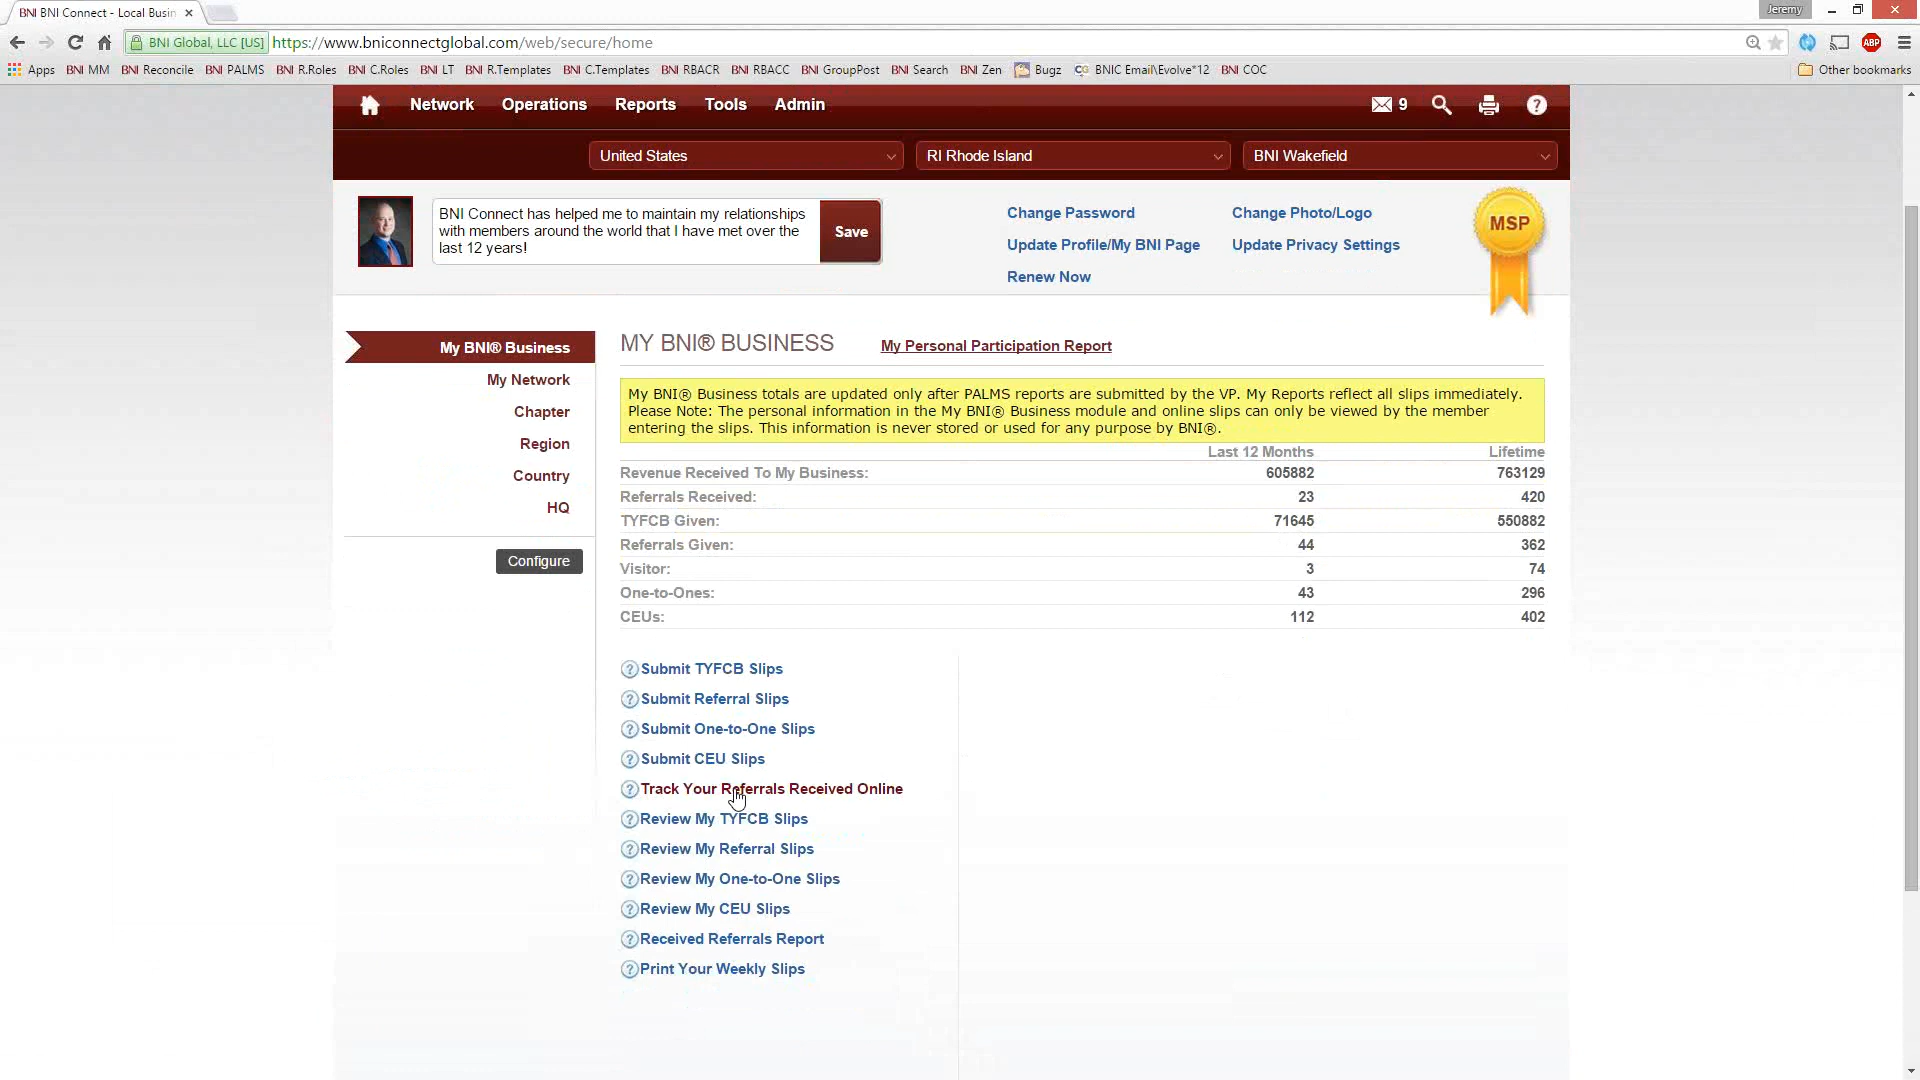 BNI BNI Connect - Local Busin
Jeremy
BNI Global, LLC [US] https://www.bniconnectglobal.com/web/secure/home
ABP
Apps BNI MM BNI Reconcile BNI PALMS BNI R.Roles BNI C.Roles BNI LT BNI R.Templates BNI C.Templates BNI RBACR BNI RBACC BNI GroupPost BNI Search BNI Zen Bugz BNIC Email\Evolve*12 BNI COC Other bookmarks
Network Operations Reports Tools Admin 9 ?
United States RI Rhode Island BNI Wakefield
BNI Connect has helped me to maintain my relationships
with members around the world that I have met over the
last 12 years!
Save
Change Password Change Photo/Logo
Update Profile/My BNI Page Update Privacy Settings
Renew Now
MSP
My BNI® Business
My Network
Chapter
Region
Country
HQ
Configure
MY BNI® BUSINESS My Personal Participation Report
My BNI® Business totals are updated only after PALMS reports are submitted by the VP. My Reports reflect all slips immediately.
Please Note: The personal information in the My BNI® Business module and online slips can only be viewed by the member
entering the slips. This information is never stored or used for any purpose by BNI®.
Last 12 Months Lifetime
Revenue Received To My Business: 605882 763129
Referrals Received: 23 420
TYFCB Given: 71645 550882
Referrals Given: 44 362
Visitor: 3 74
One-to-Ones: 43 296
CEUs: 112 402
? Submit TYFCB Slips
? Submit Referral Slips
? Submit One-to-One Slips
? Submit CEU Slips
? Track Your Referrals Received Online
? Review My TYFCB Slips
? Review My Referral Slips
? Review My One-to-One Slips
? Review My CEU Slips
? Received Referrals Report
? Print Your Weekly Slips